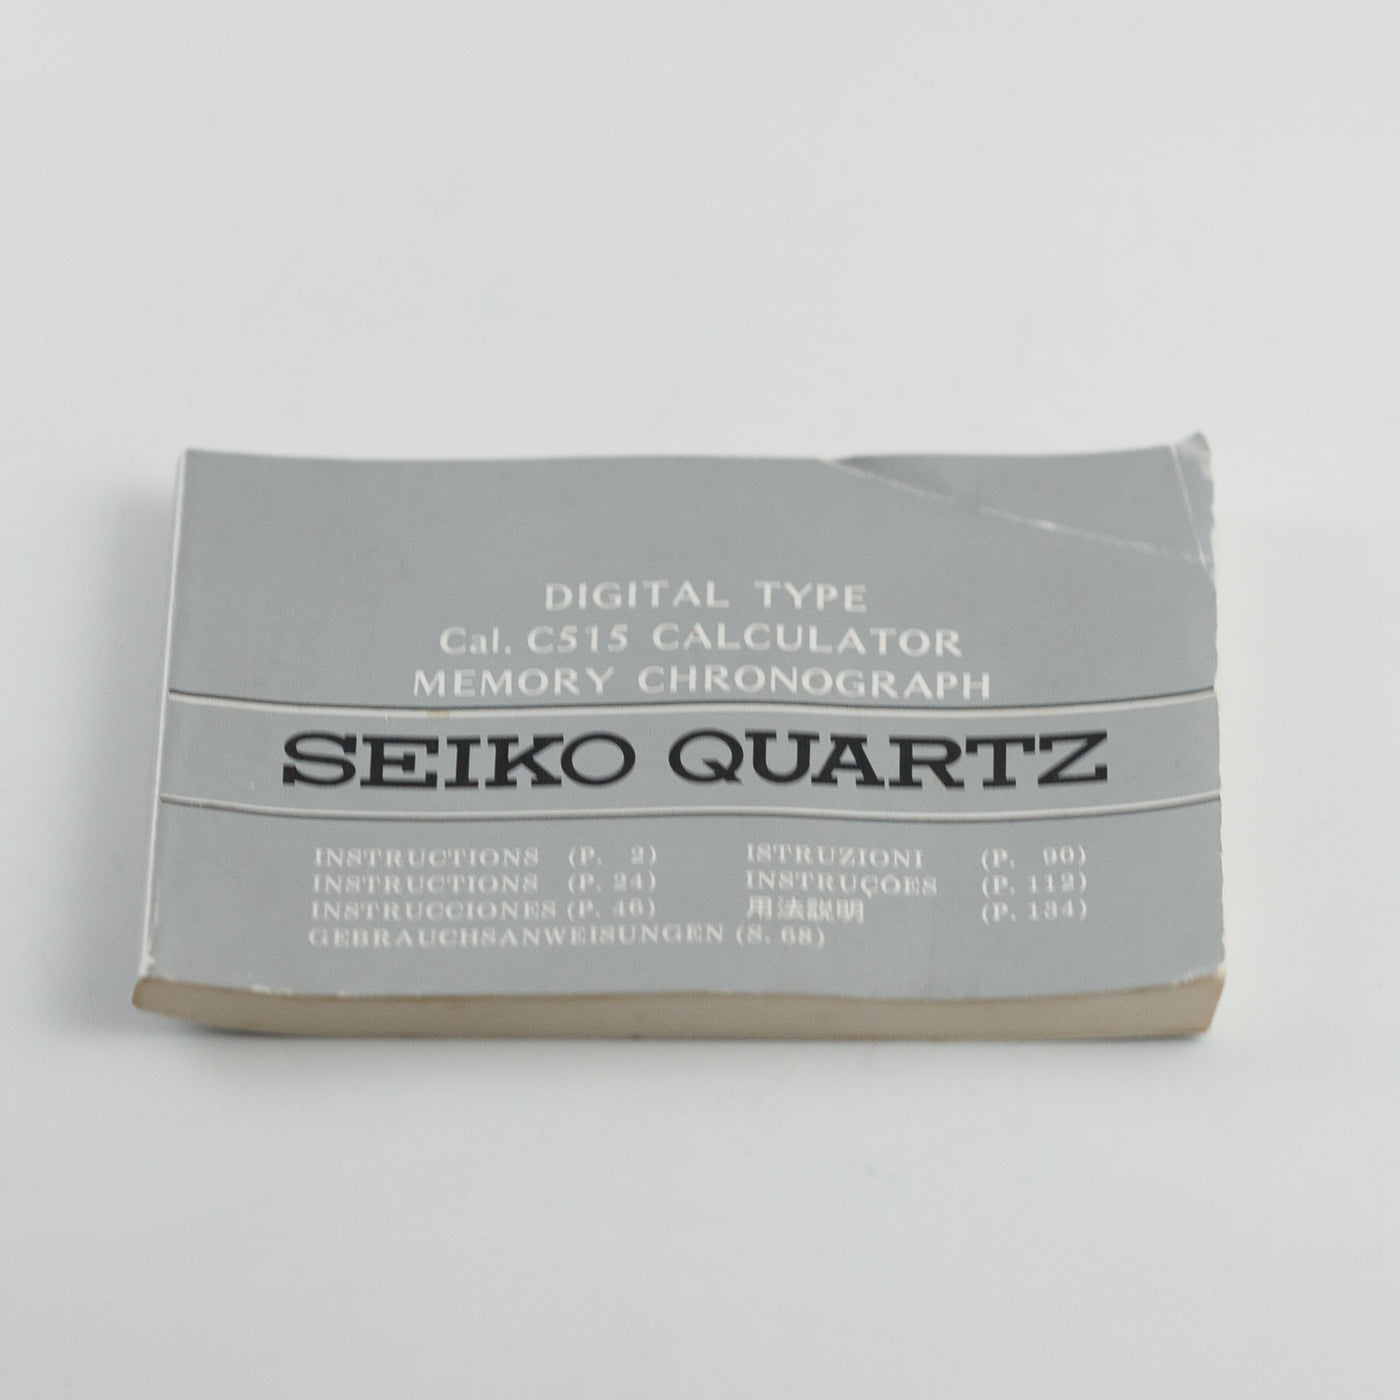 DIGITAL TYPE
Cal. C515 CALCULATOR
MEMORY CHRONOGRAPH
SEIKO QUARTZ
INSTRUCTIONS (P. 2)
INSTRUCTIONS (P. 24)
INSTRUCCIONES (P. 46)
GEBRAUCHSANWEISUNGEN (S. 68)
ISTRUZIONI (P. 90)
INSTRUÇÕES (P. 112)
用法説明 (P. 134)